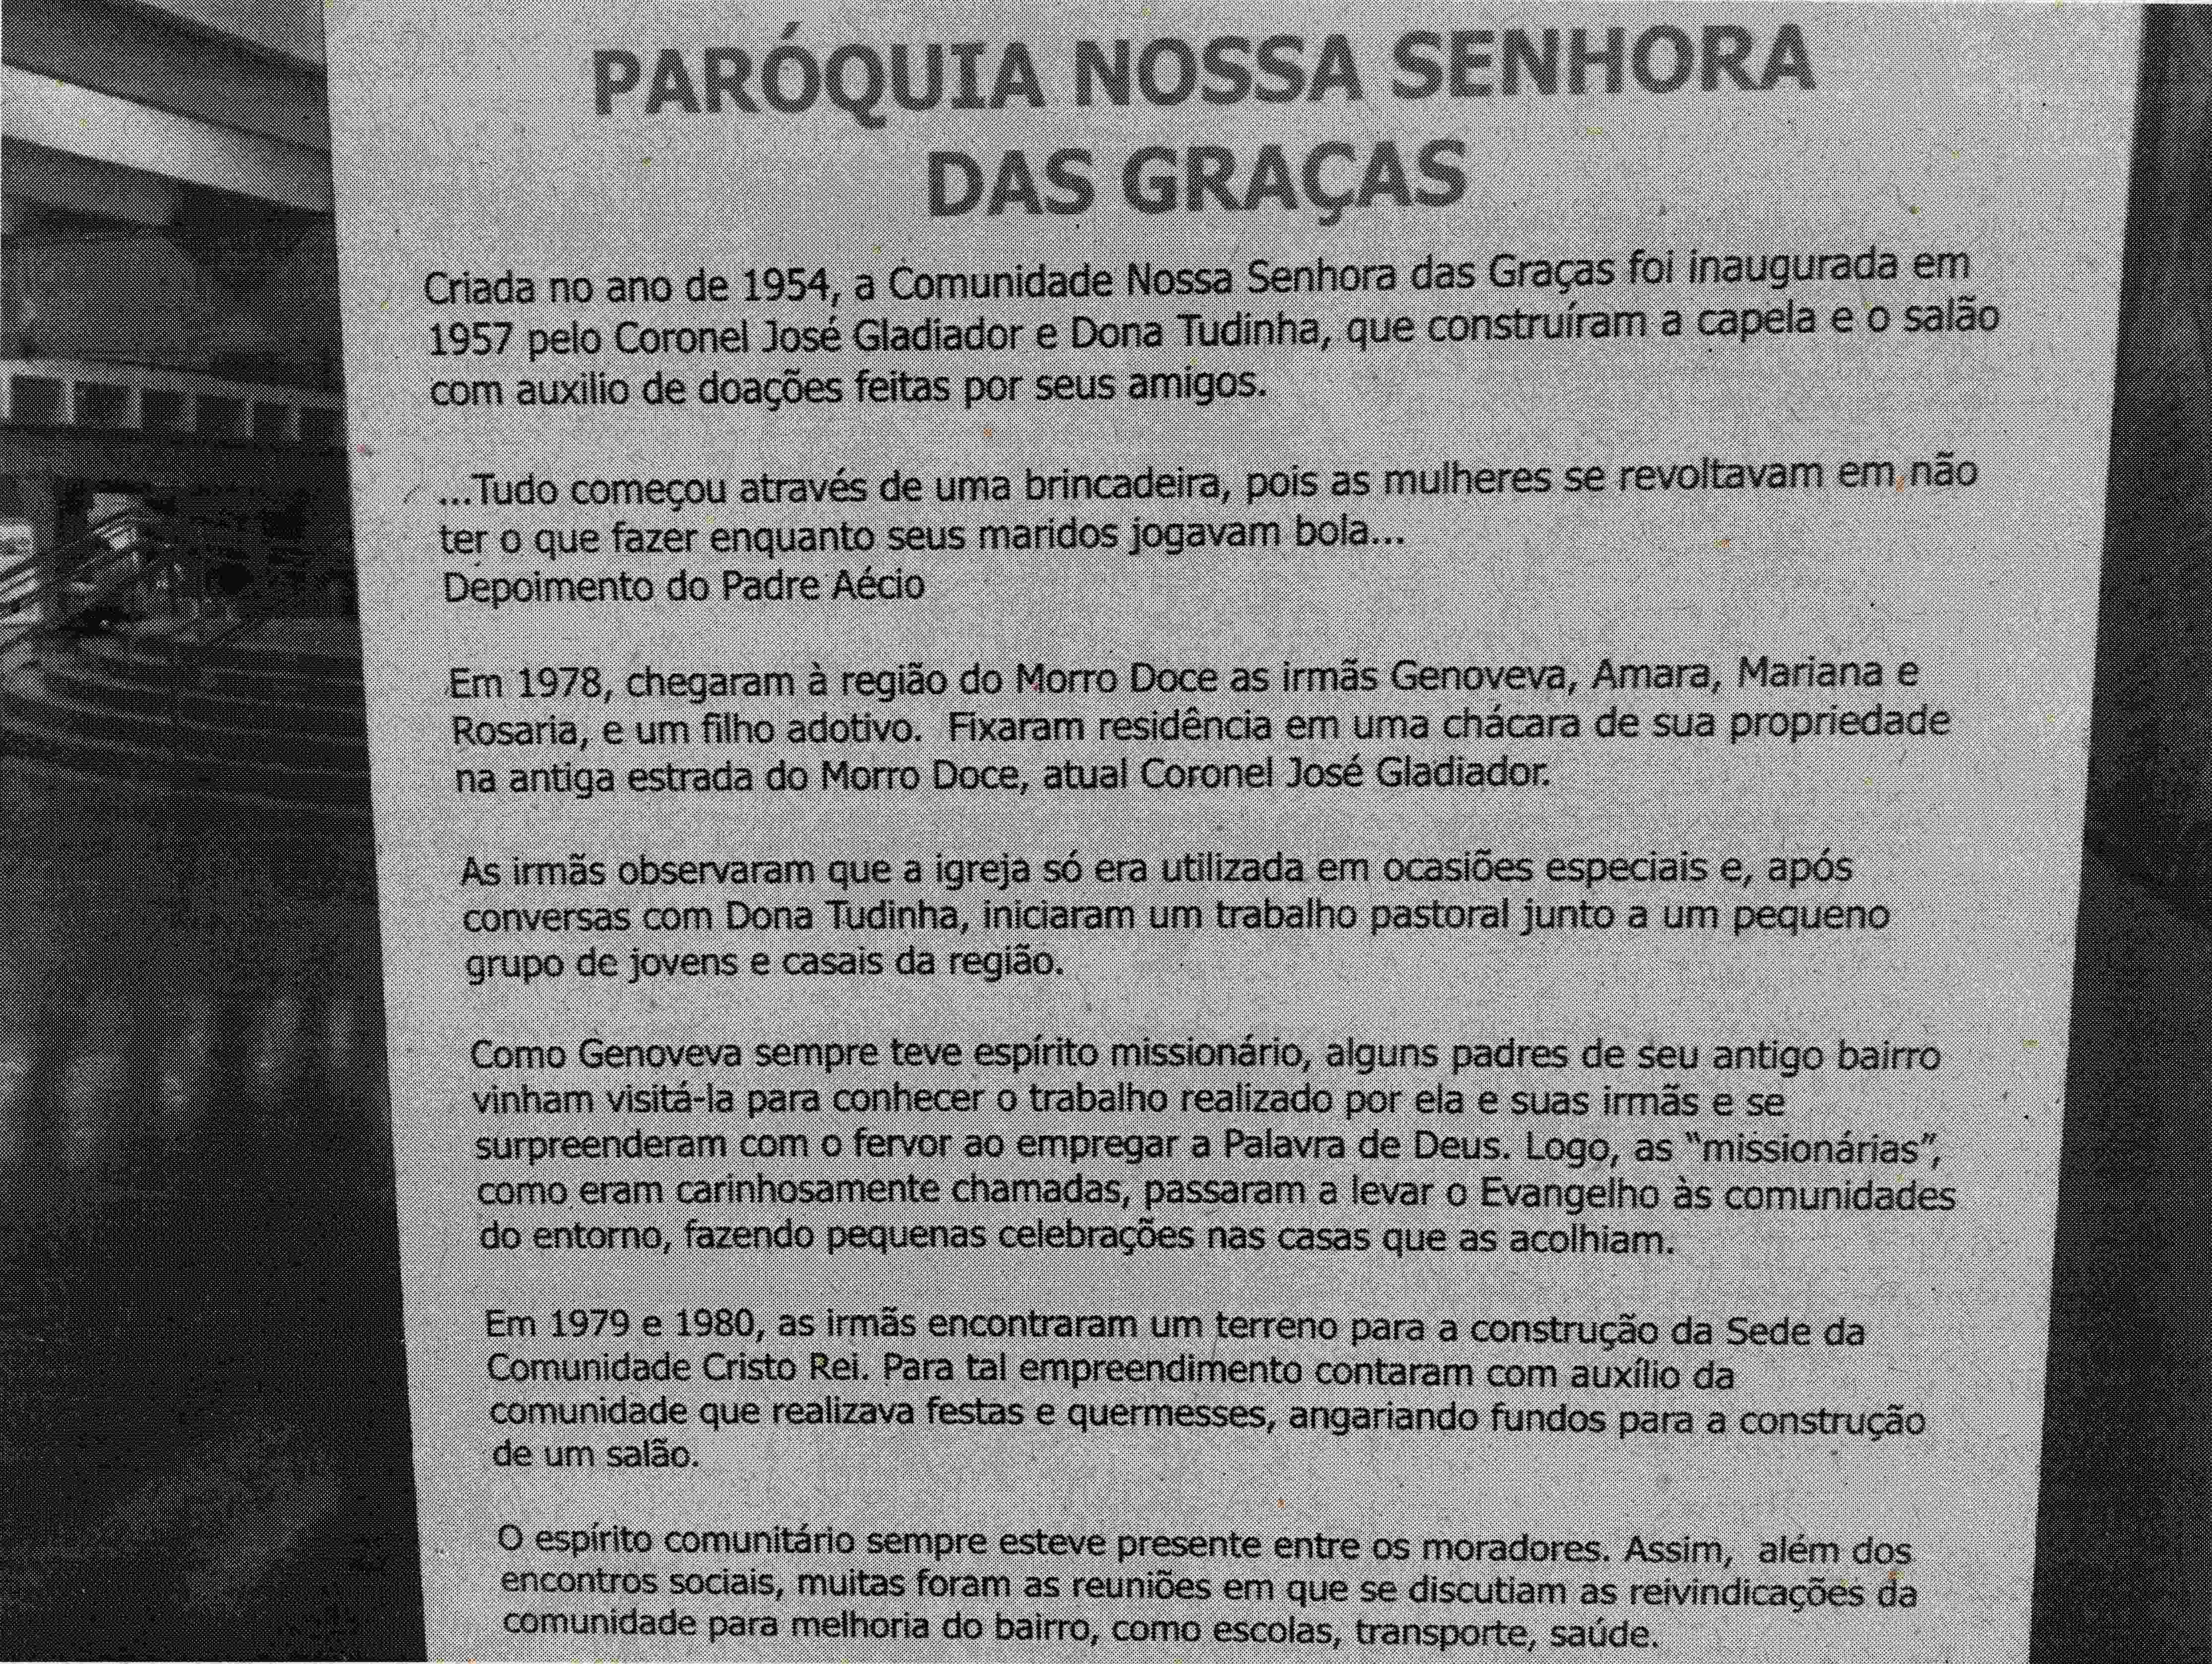 PARÓQUIA NOSSA SENHORA
DAS GRAÇAS
Criada no ano de 1954, a Comunidade Nossa Senhora das Graças foi inaugurada em
1957 pelo Coronel José Gladiador e Dona Tudinha, que construíram a capela e o salão
com auxilio de doações feitas por seus amigos.
...Tudo começou através de uma brincadeira, pois as mulheres se revoltavam em não
ter o que fazer enquanto seus maridos jogavam bola...
Depoimento do Padre Aécio
Em 1978, chegaram à região do Morro Doce as irmãs Genoveva, Amara, Mariana e
Rosaria, e um filho adotivo.  Fixaram residência em uma chácara de sua propriedade
na antiga estrada do Morro Doce, atual Coronel José Gladiador.
As irmãs observaram que a igreja só era utilizada em ocasiões especiais e, após
conversas com Dona Tudinha, iniciaram um trabalho pastoral junto a um pequeno
grupo de jovens e casais da região.
Como Genoveva sempre teve espírito missionário, alguns padres de seu antigo bairro
vinham visitá-la para conhecer o trabalho realizado por ela e suas irmãs e se
surpreenderam com o fervor ao empregar a Palavra de Deus. Logo, as "missionárias",
como eram carinhosamente chamadas, passaram a levar o Evangelho às comunidades
do entorno, fazendo pequenas celebrações nas casas que as acolhiam.
Em 1979 e 1980, as irmãs encontraram um terreno para a construção da Sede da
Comunidade Cristo Rei. Para tal empreendimento contaram com auxílio da
comunidade que realizava festas e quermesses, angariando fundos para a construção
de um salão.
O espírito comunitário sempre esteve presente entre os moradores. Assim,  além dos
encontros sociais, muitas foram as reuniões em que se discutiam as reivindicações da
comunidade para melhoria do bairro, como escolas, transporte, saúde.